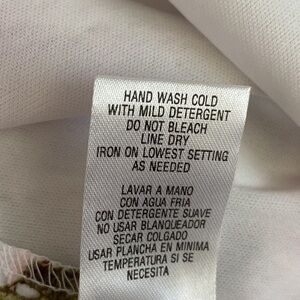 HAND WASH COLD
WITH MILD DETERGENT
DO NOT BLEACH
LINE DRY
IRON ON LOWEST SETTING
AS NEEDED
LAVAR A MANO
CON AGUA FRIA
CON DETERGENTE SUAVE
NO USAR BLANQUEADOR
SECAR COLGADO
USAR PLANCHA EN MINIMA
TEMPERATURA SI SE
NECESITA